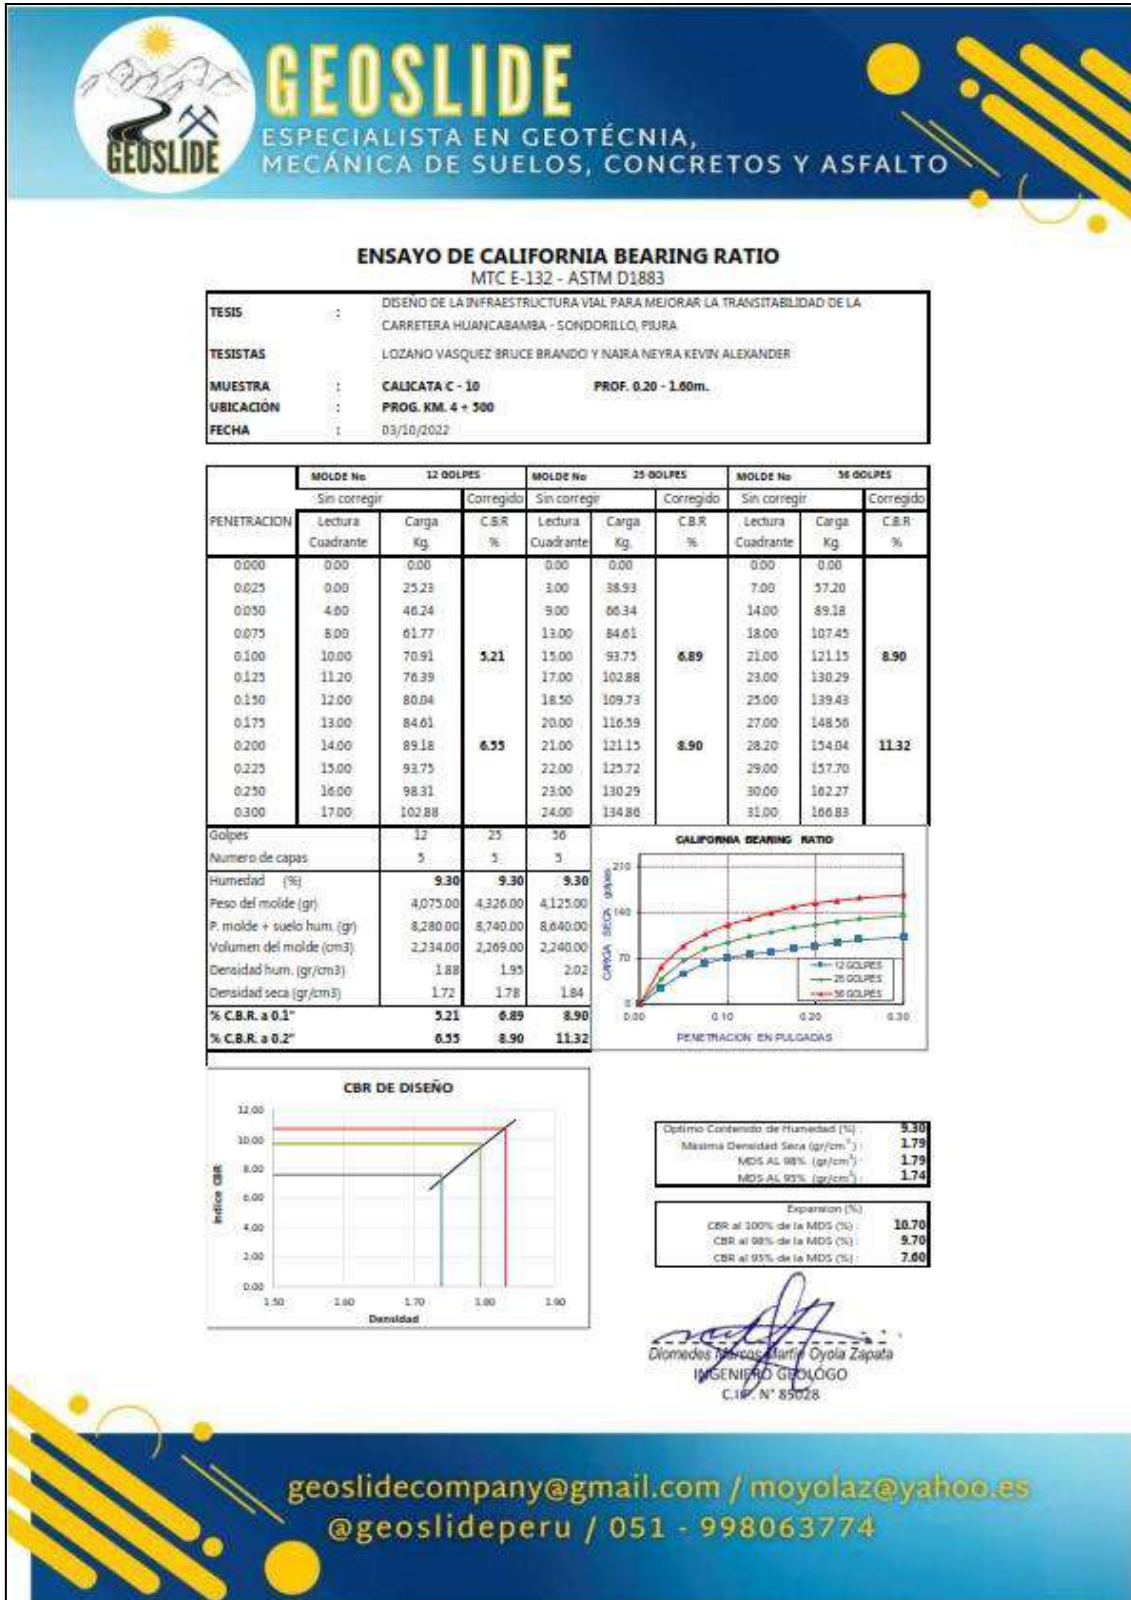 GEOSLIDE
GEOSLIDE
ESPECIALISTA EN GEOTÉCNIA,
MECÁNICA DE SUELOS, CONCRETOS Y ASFALTO
ENSAYO DE CALIFORNIA BEARING RATIO
MTC E-132 - ASTM D1883
TESIS : DISEÑO DE LA INFRAESTRUCTURA VIAL PARA MEJORAR LA TRANSITABILIDAD DE LA
CARRETERA HUANCABAMBA - SONDORILLO, PIURA
TESISTAS LOZANO VASQUEZ BRUCE BRANDO Y NAIRA NEYRA KEVIN ALEXANDER
MUESTRA : CALICATA C - 10 PROF. 0.20 - 1.60m.
UBICACIÓN : PROG. KM. 4 + 500
FECHA : 03/10/2022
MOLDE No 12 GOLPES MOLDE No 25 GOLPES MOLDE No 56 GOLPES
Sin corregir Corregido Sin corregir Corregido Sin corregir Corregido
PENETRACION Lectura Carga C.B.R Lectura Carga C.B.R Lectura Carga C.B.R
Cuadrante Kg. % Cuadrante Kg. % Cuadrante Kg. %
0.000 0.00 0.00 0.00 0.00 0.00 0.00
0.025 0.00 25.23 3.00 38.93 7.00 57.20
0.050 4.60 46.24 9.00 66.34 14.00 89.18
0.075 8.00 61.77 13.00 84.61 18.00 107.45
0.100 10.00 70.91 5.21 15.00 93.75 6.89 21.00 121.15 8.90
0.125 11.20 76.39 17.00 102.88 23.00 130.29
0.150 12.00 80.04 18.50 109.73 25.00 139.43
0.175 13.00 84.61 20.00 116.59 27.00 148.56
0.200 14.00 89.18 6.55 21.00 121.15 8.90 28.20 154.04 11.32
0.225 15.00 93.75 22.00 125.72 29.00 157.70
0.250 16.00 98.31 23.00 130.29 30.00 162.27
0.300 17.00 102.88 24.00 134.86 31.00 166.83
Golpes 12 25 56
Numero de capas 5 5 5
Humedad (%) 9.30 9.30 9.30
Peso del molde (gr) 4,075.00 4,326.00 4,125.00
P. molde + suelo hum. (gr) 8,280.00 8,740.00 8,640.00
Volumen del molde (cm3) 2,234.00 2,269.00 2,240.00
Densidad hum. (gr/cm3) 1.88 1.95 2.02
Densidad seca (gr/cm3) 1.72 1.78 1.84
% C.B.R. a 0.1" 5.21 6.89 8.90
% C.B.R. a 0.2" 6.55 8.90 11.32
CALIFORNIA BEARING RATIO
CARGA SECA golpes
210
140
70
0
12 GOLPES
25 GOLPES
56 GOLPES
0.00 0.10 0.20 0.30
PENETRACION EN PULGADAS
CBR DE DISEÑO
Indice CBR
12.00
10.00
8.00
6.00
4.00
2.00
0.00
1.50 1.60 1.70 1.80 1.90
Densidad
Optimo Contenido de Humedad (%) : 9.30
Maxima Densidad Seca (gr/cm³) : 1.79
MDS AL 98% (gr/cm³) : 1.79
MDS AL 95% (gr/cm³) : 1.74
Expansion (%)
CBR al 100% de la MDS (%) : 10.70
CBR al 98% de la MDS (%) : 9.70
CBR al 95% de la MDS (%) : 7.60
Diomedes Marcos Martin Oyola Zapata
INGENIERO GEOLÓGO
C.I.P. N° 85028
geoslidecompany@gmail.com / moyolaz@yahoo.es
@geoslideperu / 051 - 998063774